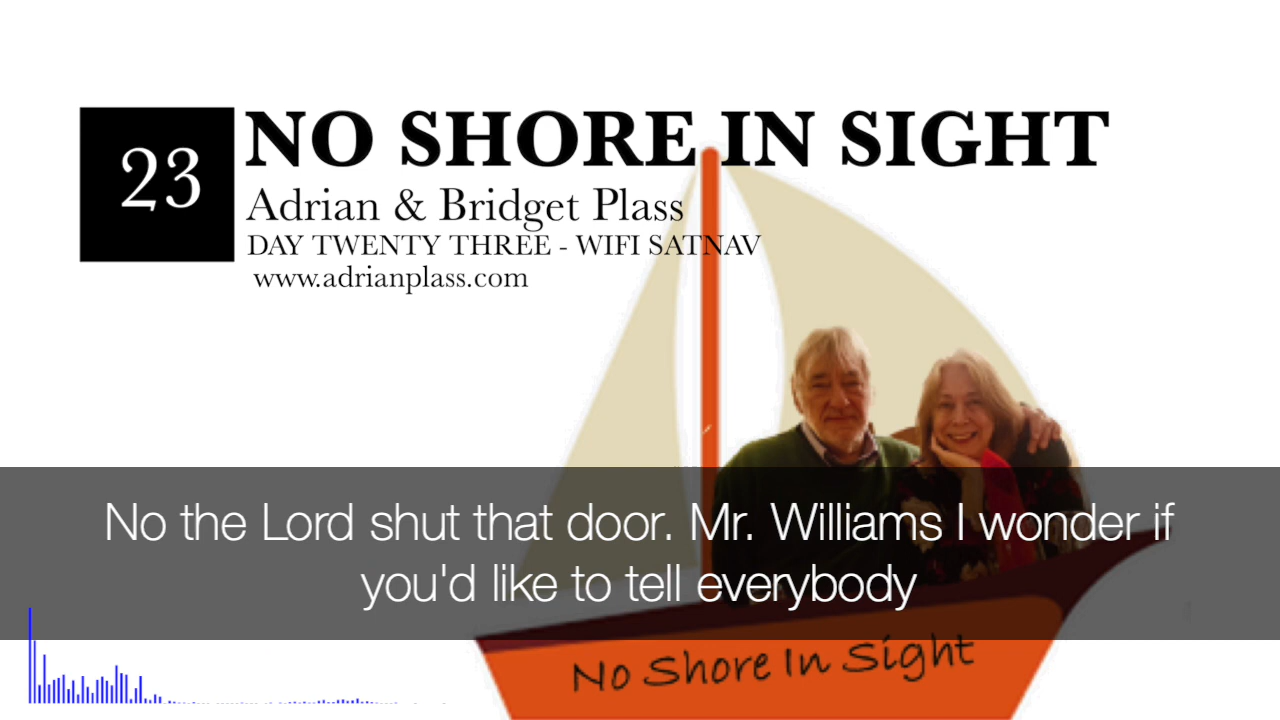 23
NO SHORE IN SIGHT
Adrian & Bridget Plass
DAY TWENTY THREE - WIFI SATNAV
www.adrianplass.com
No the Lord shut that door. Mr. Williams I wonder if
you'd like to tell everybody
No Shore In Sight